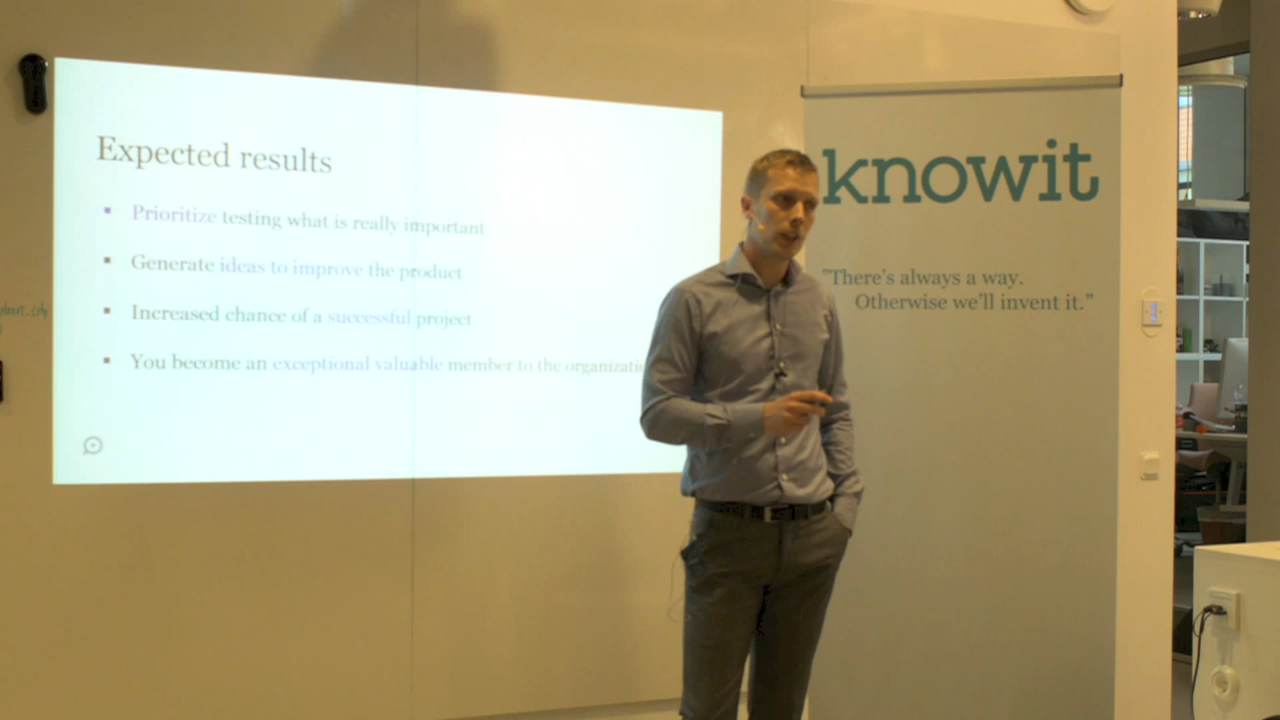 Expected results
Prioritize testing what is really important
Generate ideas to improve the product
Increased chance of a successful project
You become an exceptional valuable member to the
knowit
"There's always a way.
Otherwise we'll invent it."